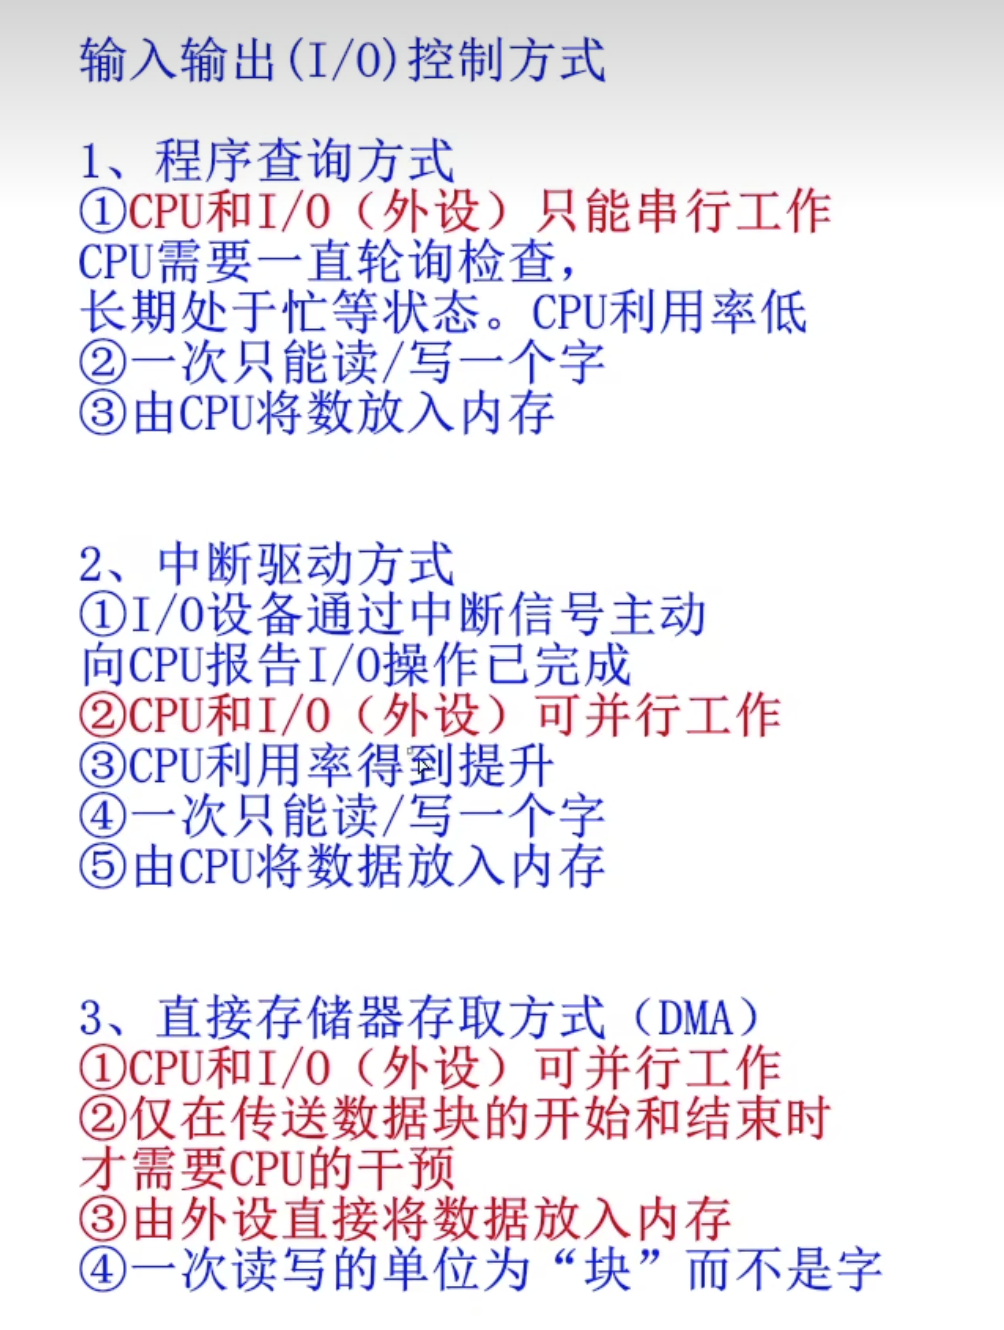 输入输出(I/O)控制方式
1、程序查询方式
①CPU和I/O（外设）只能串行工作
CPU需要一直轮询检查，
长期处于忙等状态。CPU利用率低
②一次只能读/写一个字
③由CPU将数放入内存
2、中断驱动方式
①I/O设备通过中断信号主动
向CPU报告I/O操作已完成
②CPU和I/O（外设）可并行工作
③CPU利用率得到提升
④一次只能读/写一个字
⑤由CPU将数据放入内存
3、直接存储器存取方式（DMA）
①CPU和I/O（外设）可并行工作
②仅在传送数据块的开始和结束时
才需要CPU的干预
③由外设直接将数据放入内存
④一次读写的单位为“块”而不是字